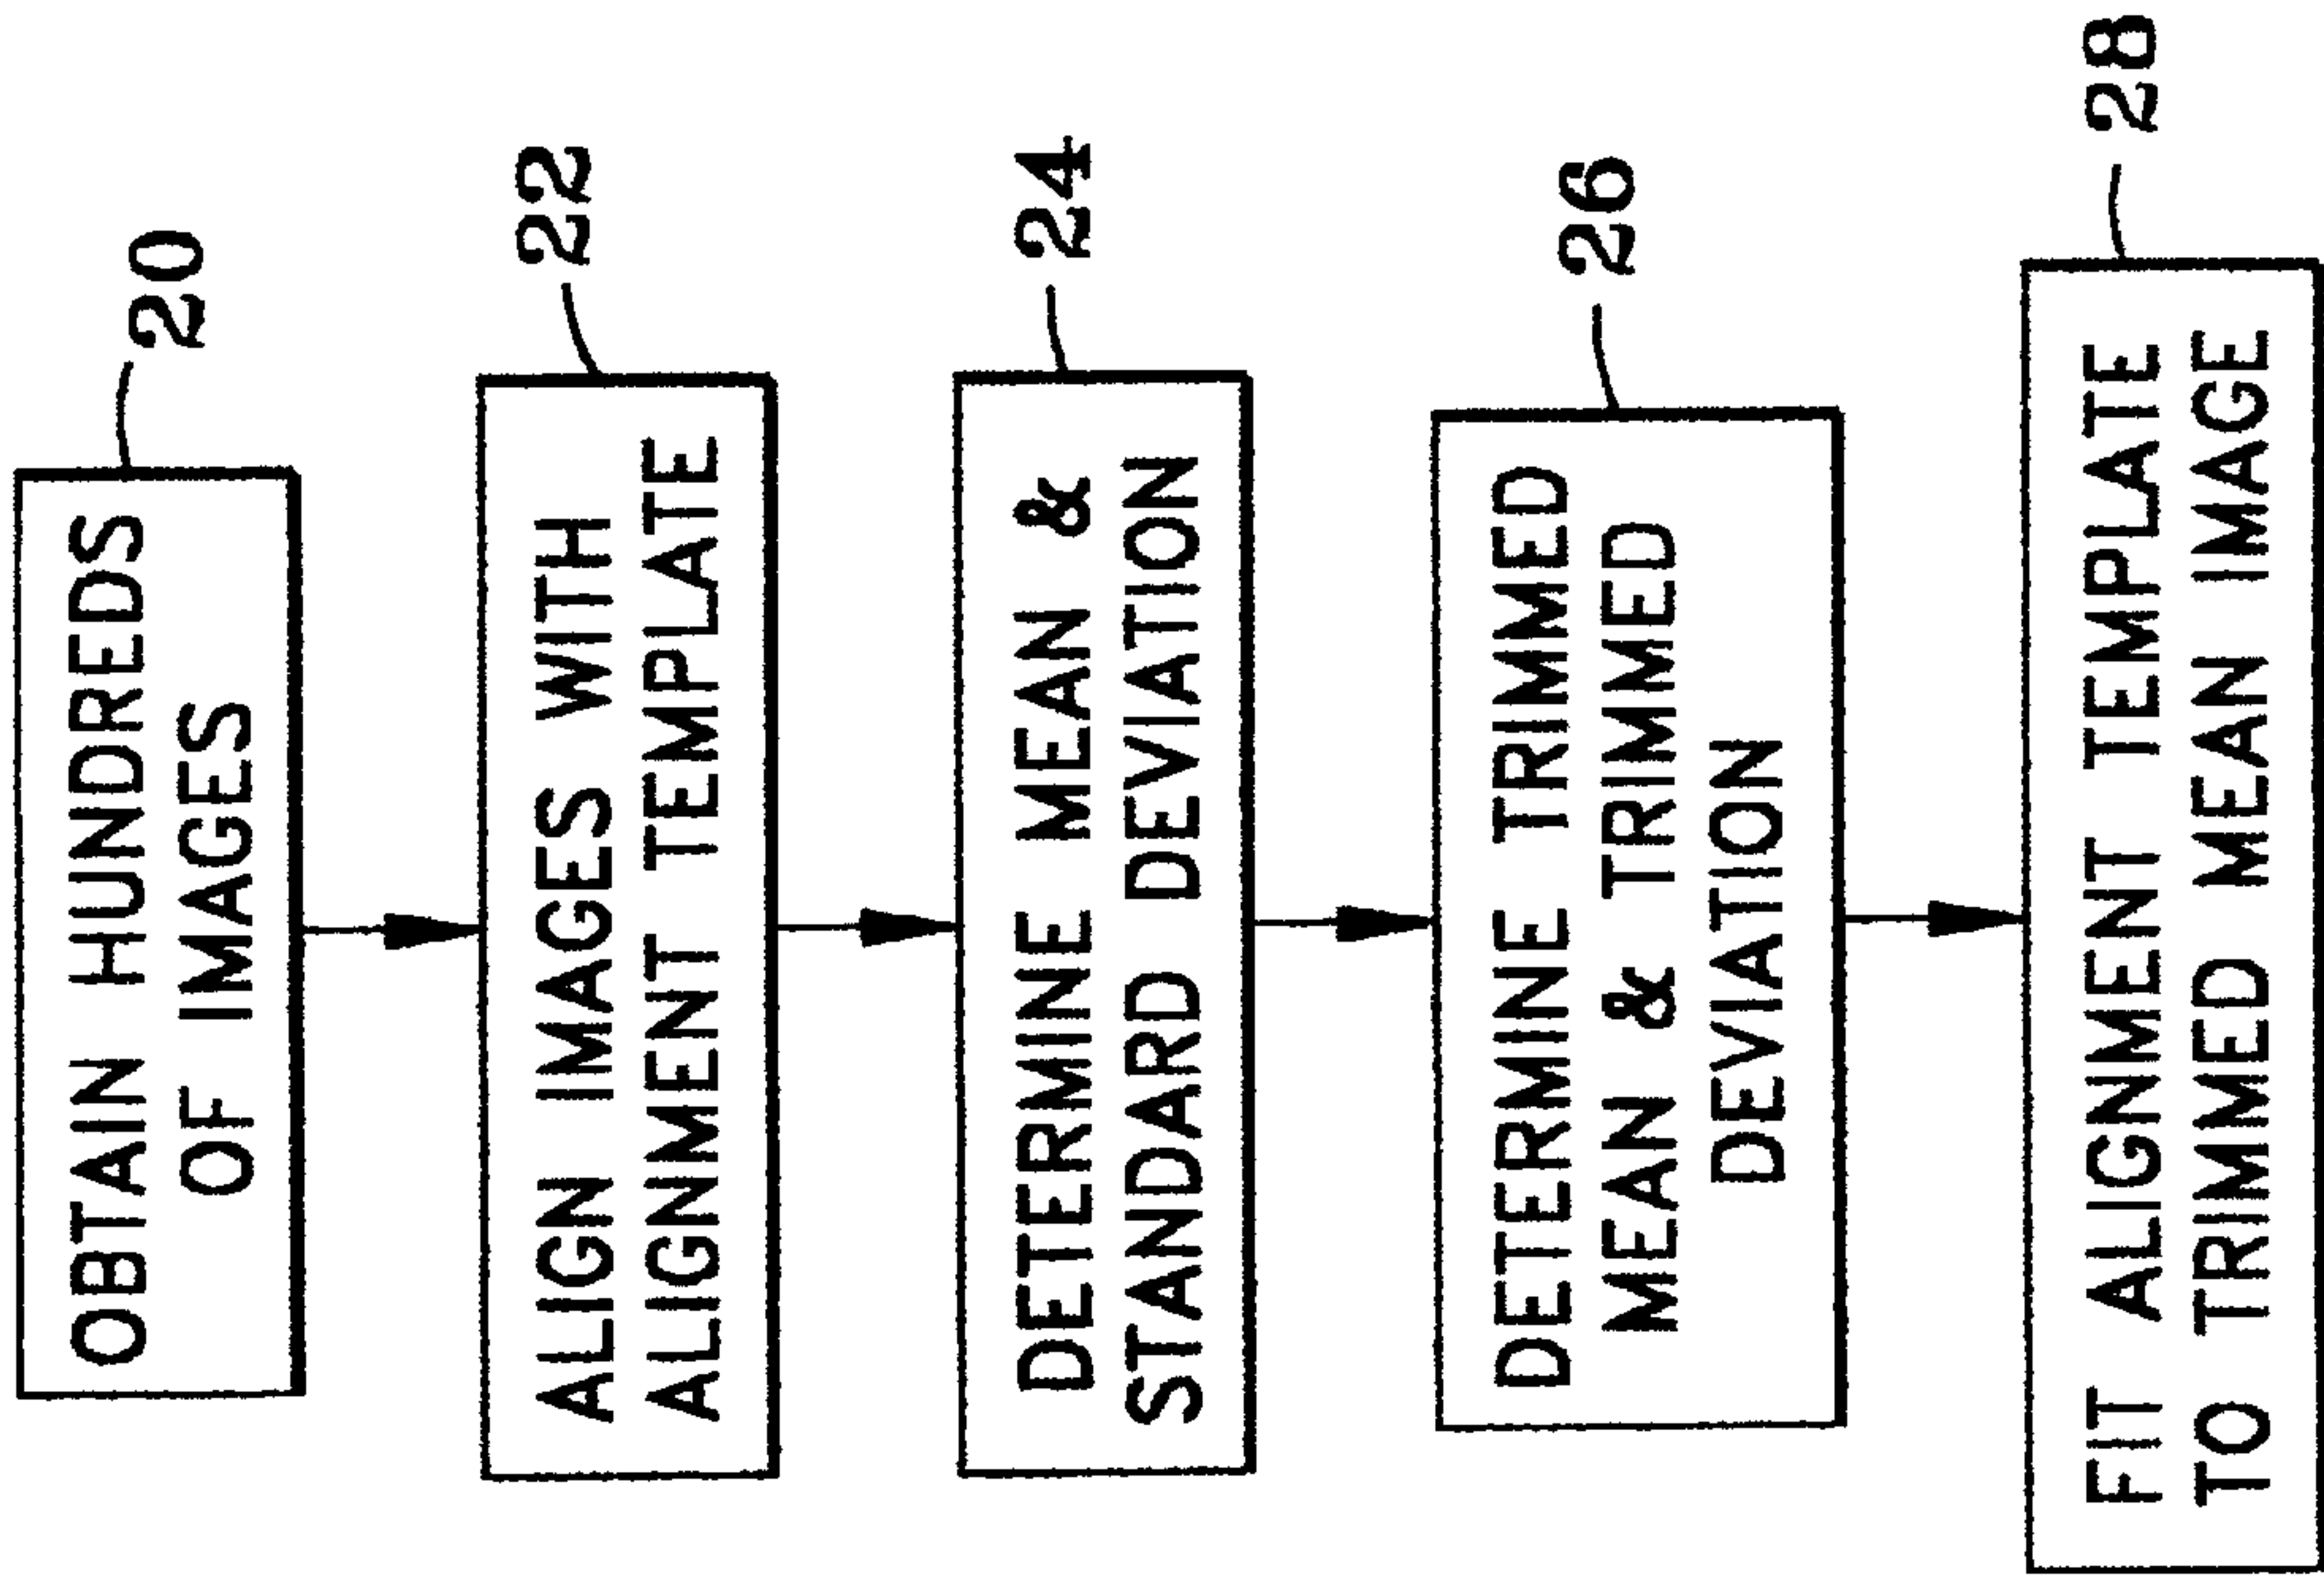 OBTAIN HUNDREDS
OF IMAGES
20
ALIGN IMAGES WITH
ALIGNMENT TEMPLATE
22
DETERMINE MEAN &
STANDARD DEVIATION
24
DETERMINE TRIMMED
MEAN & TRIMMED
DEVIATION
26
FIT ALIGNMENT TEMPLATE
TO TRIMMED MEAN IMAGE
28